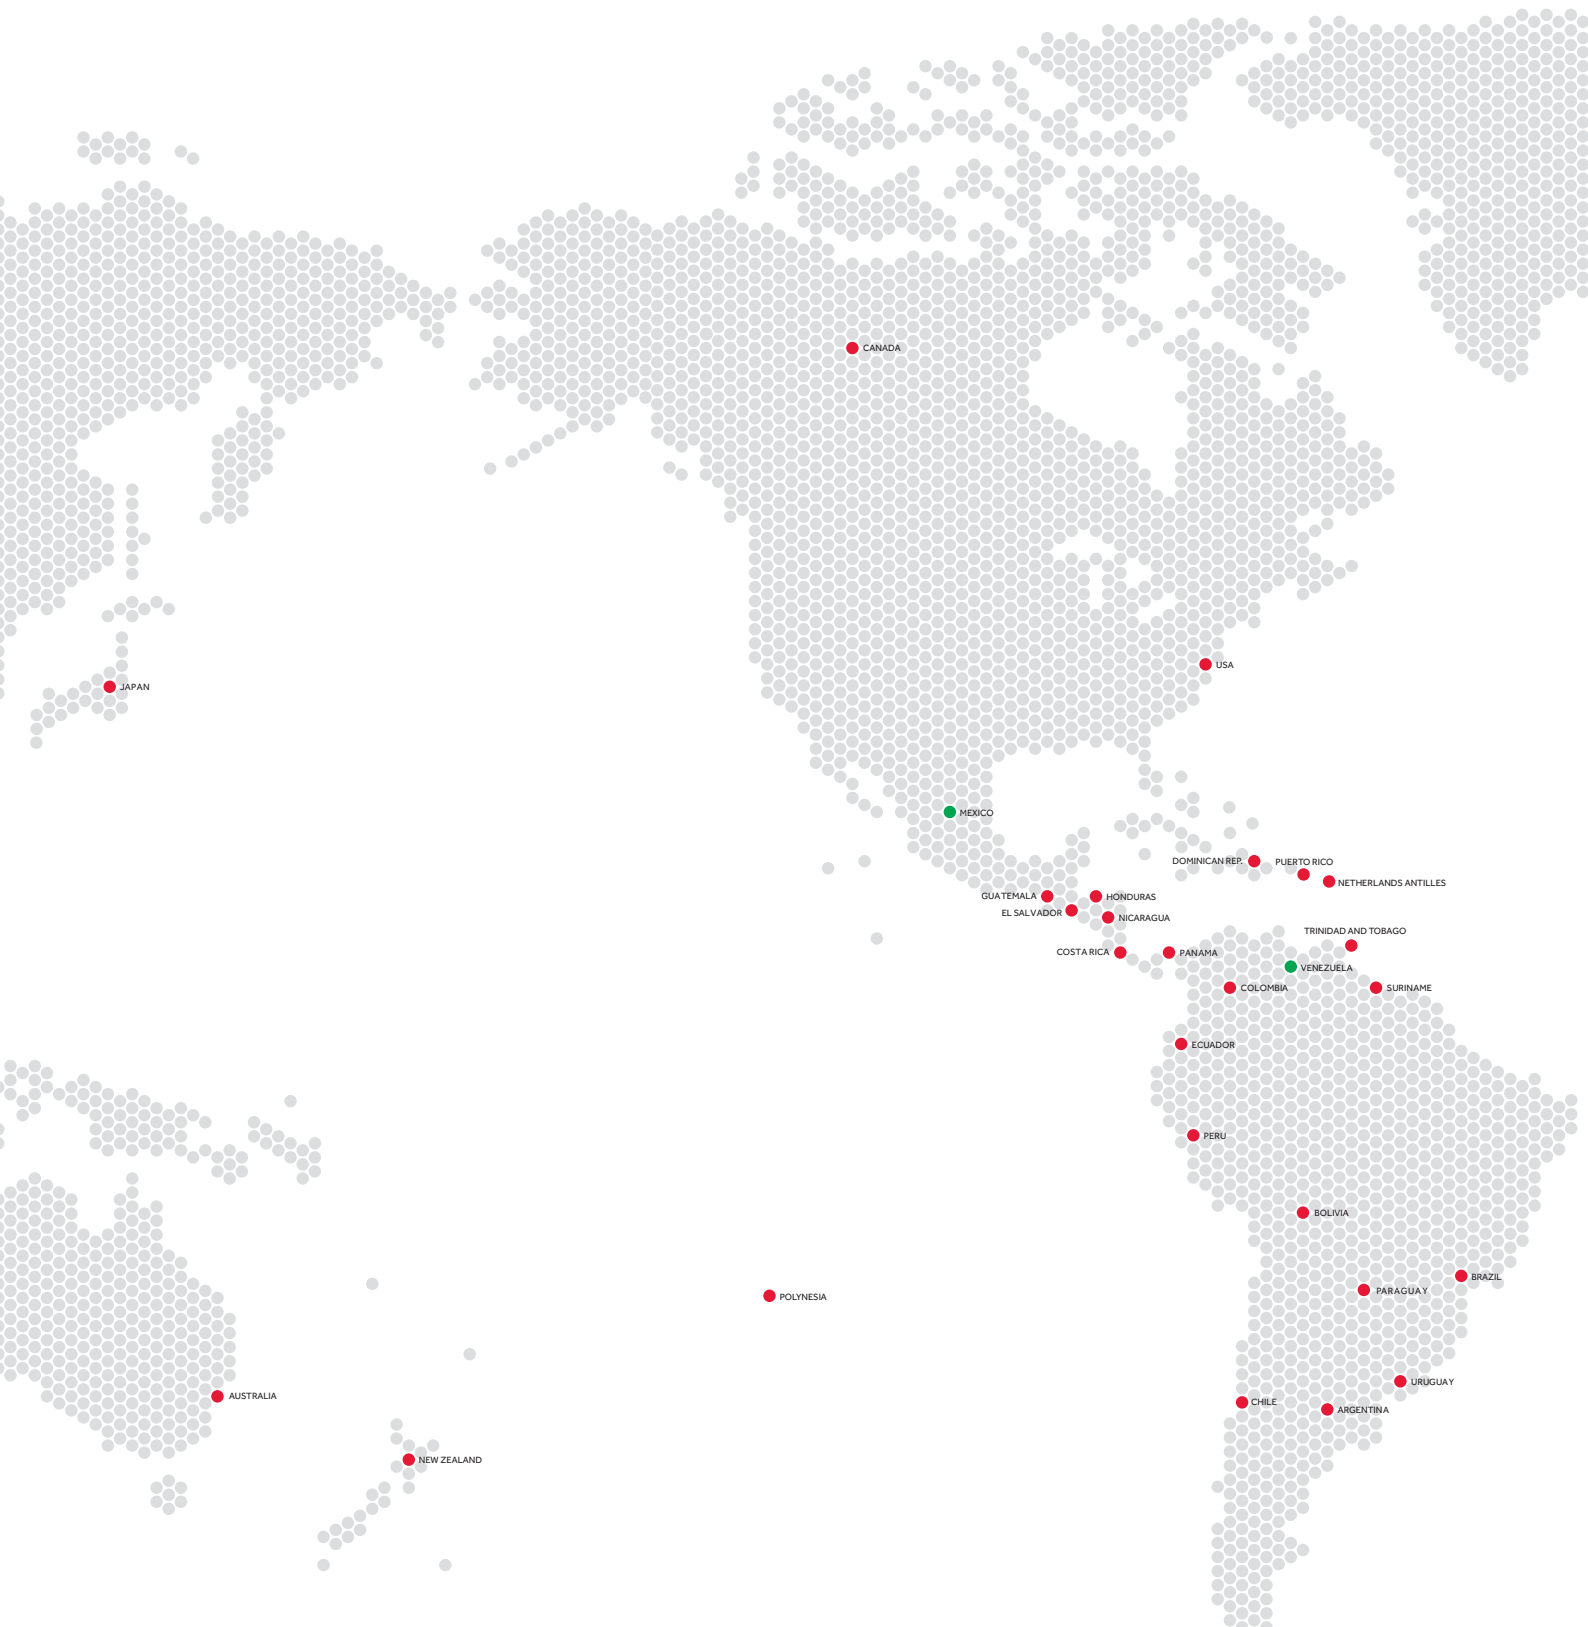 CANADA
USA
JAPAN
MEXICO
DOMINICAN REP.
PUERTO RICO
NETHERLANDS ANTILLES
GUATEMALA
HONDURAS
EL SALVADOR
NICARAGUA
TRINIDAD AND TOBAGO
COSTA RICA
PANAMA
VENEZUELA
COLOMBIA
SURINAME
ECUADOR
PERU
BOLIVIA
BRAZIL
PARAGUAY
POLYNESIA
URUGUAY
AUSTRALIA
CHILE
ARGENTINA
NEW ZEALAND